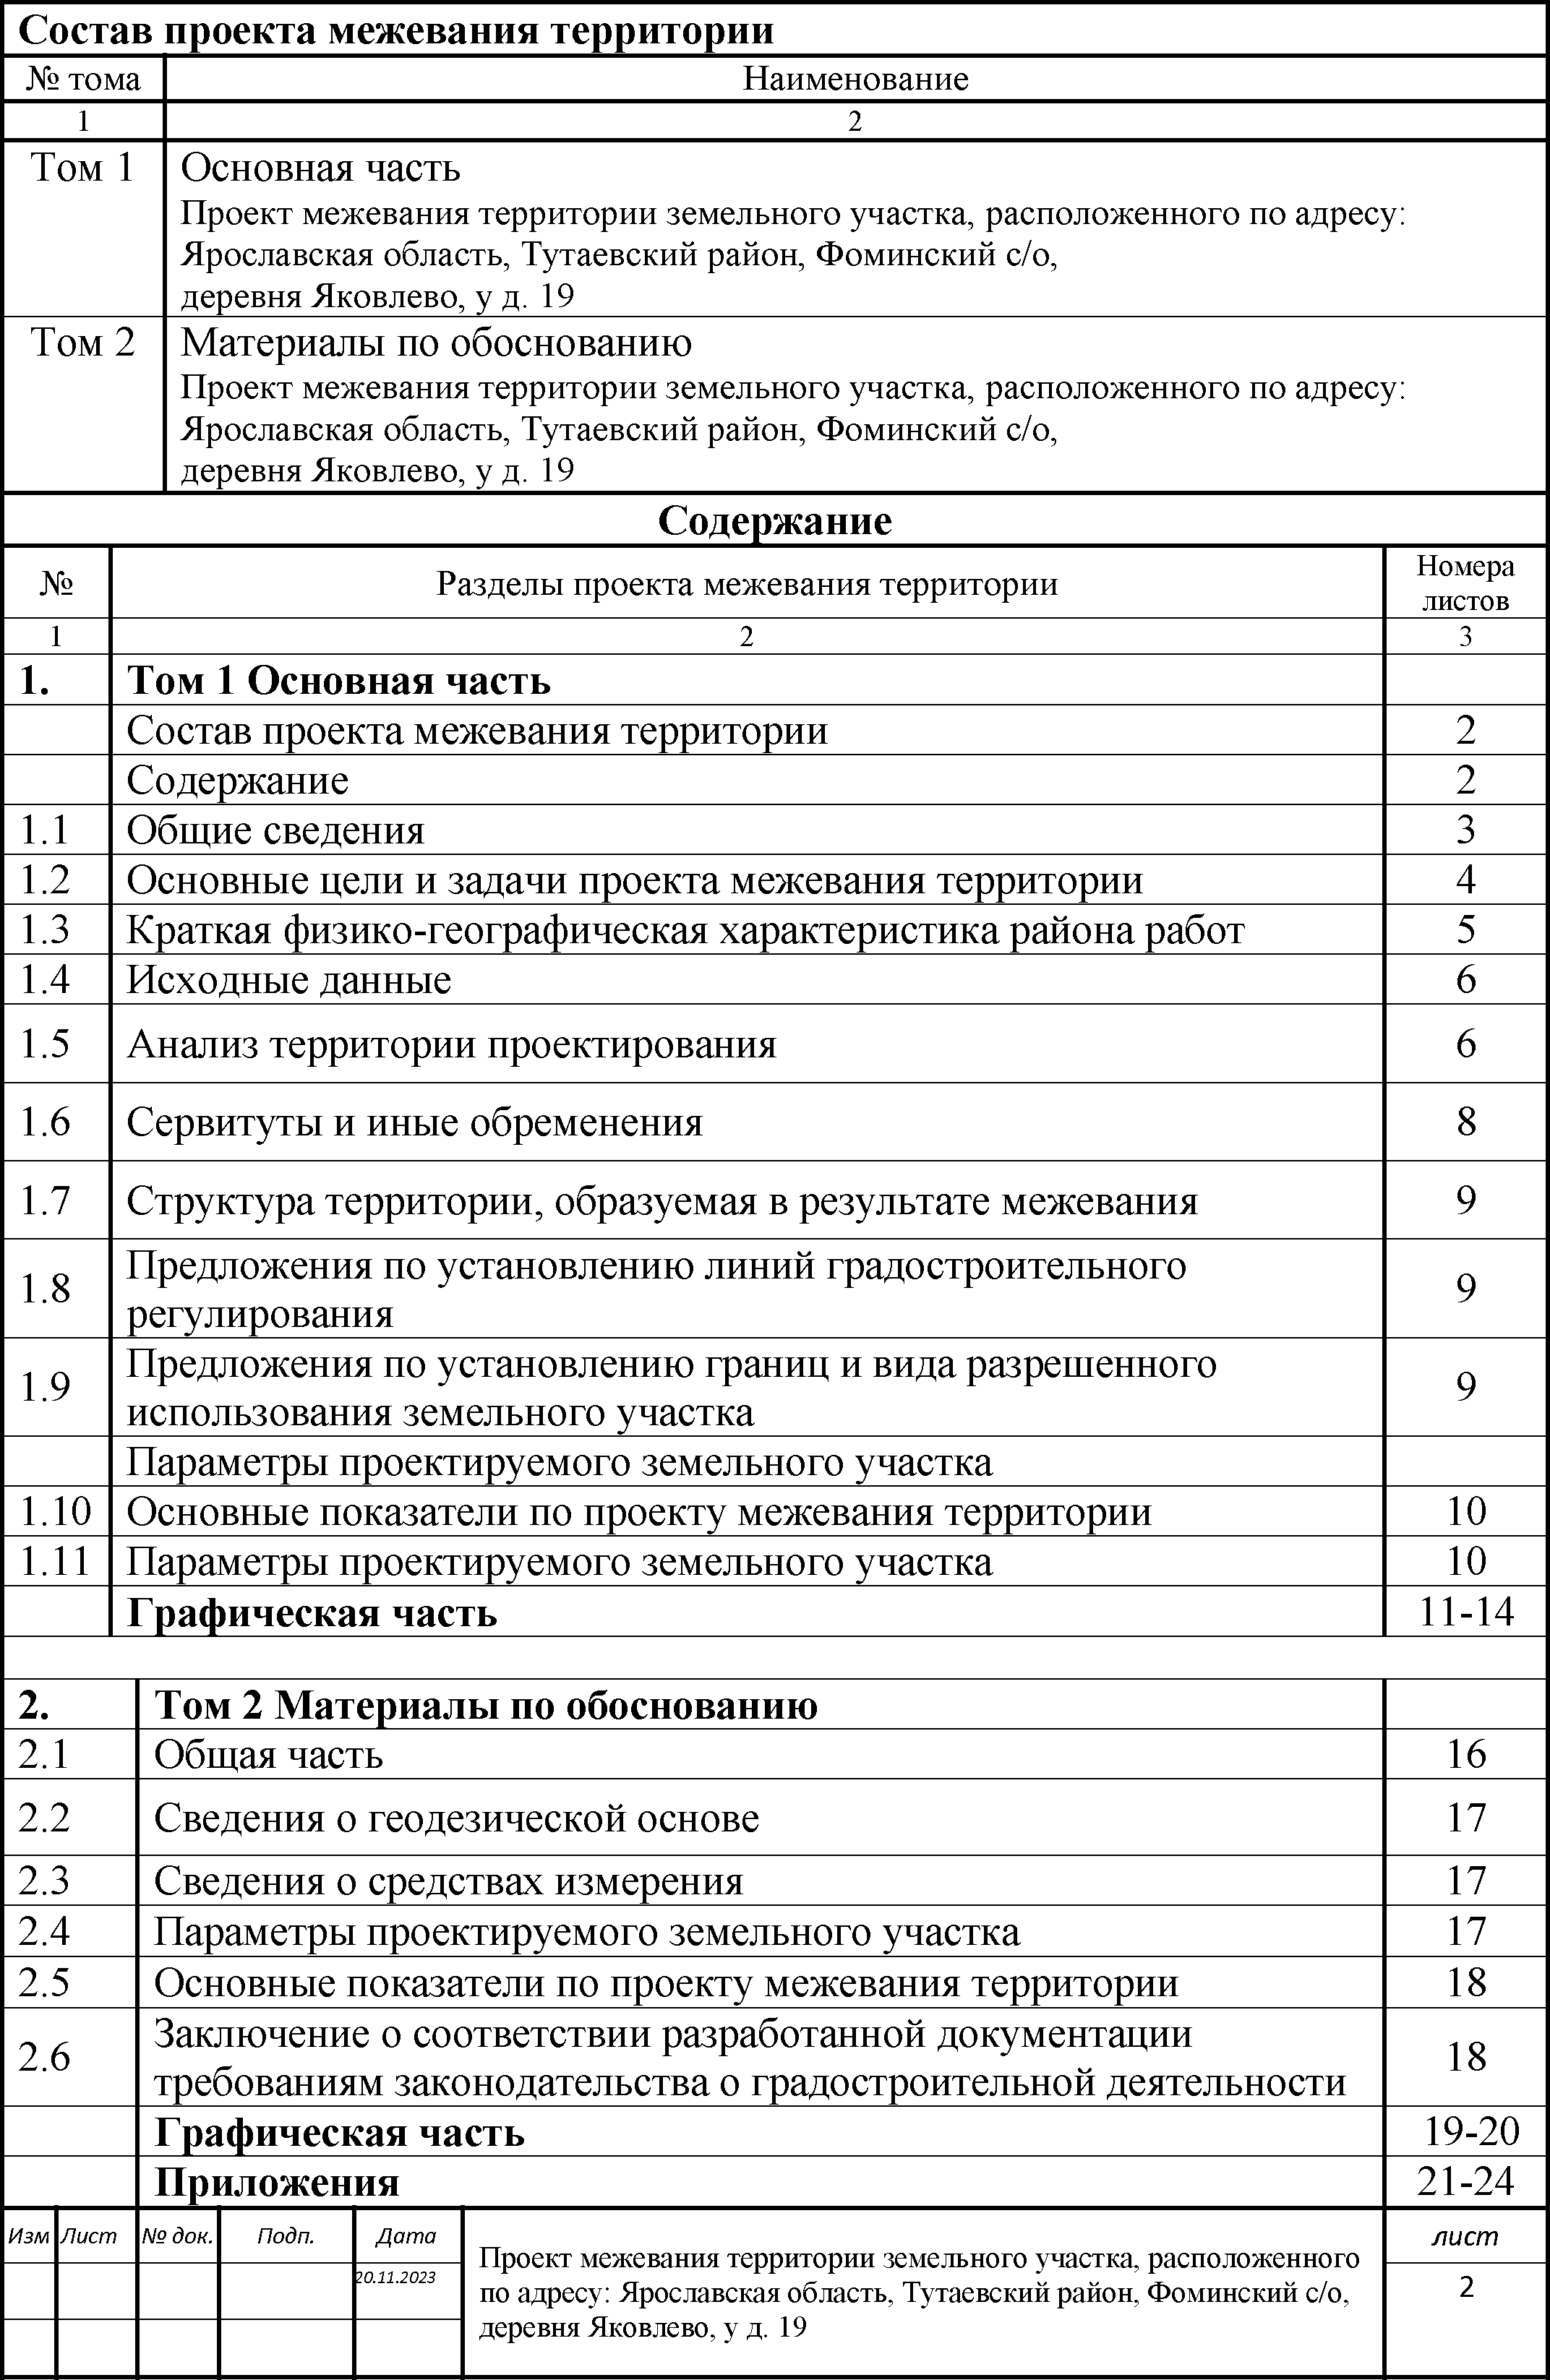 Состав проекта межевания территории
№ тома Наименование
1 2
Том 1 Основная часть
Проект межевания территории земельного участка, расположенного по адресу:
Ярославская область, Тутаевский район, Фоминский с/о,
деревня Яковлево, у д. 19
Том 2 Материалы по обоснованию
Проект межевания территории земельного участка, расположенного по адресу:
Ярославская область, Тутаевский район, Фоминский с/о,
деревня Яковлево, у д. 19
Содержание
№ Разделы проекта межевания территории Номера
листов
1 2 3
1. Том 1 Основная часть
Состав проекта межевания территории 2
Содержание 2
1.1 Общие сведения 3
1.2 Основные цели и задачи проекта межевания территории 4
1.3 Краткая физико-географическая характеристика района работ 5
1.4 Исходные данные 6
1.5 Анализ территории проектирования 6
1.6 Сервитуты и иные обременения 8
1.7 Структура территории, образуемая в результате межевания 9
1.8 Предложения по установлению линий градостроительного
регулирования 9
1.9 Предложения по установлению границ и вида разрешенного
использования земельного участка 9
Параметры проектируемого земельного участка
1.10 Основные показатели по проекту межевания территории 10
1.11 Параметры проектируемого земельного участка 10
Графическая часть 11-14
2. Том 2 Материалы по обоснованию
2.1 Общая часть 16
2.2 Сведения о геодезической основе 17
2.3 Сведения о средствах измерения 17
2.4 Параметры проектируемого земельного участка 17
2.5 Основные показатели по проекту межевания территории 18
2.6 Заключение о соответствии разработанной документации
требованиям законодательства о градостроительной деятельности 18
Графическая часть 19-20
Приложения 21-24
Изм Лист № док. Подп. Дата
20.11.2023
Проект межевания территории земельного участка, расположенного
по адресу: Ярославская область, Тутаевский район, Фоминский с/о,
деревня Яковлево, у д. 19
лист
2